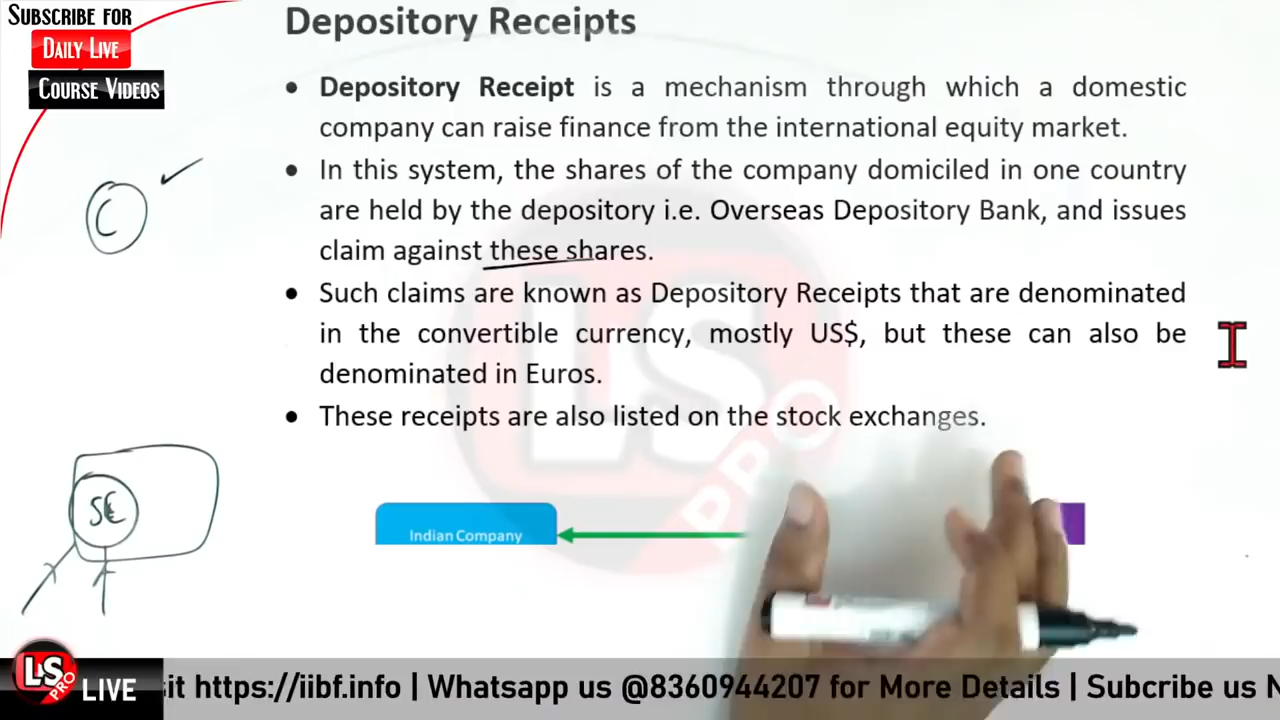 SUBSCRIBE FOR
DAILY LIVE
COURSE VIDEOS
Depository Receipts
• Depository Receipt is a mechanism through which a domestic
company can raise finance from the international equity market.
• In this system, the shares of the company domiciled in one country
are held by the depository i.e. Overseas Depository Bank, and issues
claim against these shares.
• Such claims are known as Depository Receipts that are denominated
in the convertible currency, mostly US$, but these can also be
denominated in Euros.
• These receipts are also listed on the stock exchanges.
C
SE
Indian Company
LS
PRO
LS
PRO
LIVE
https://iibf.info | Whatsapp us @8360944207 for More Details | Subcribe us